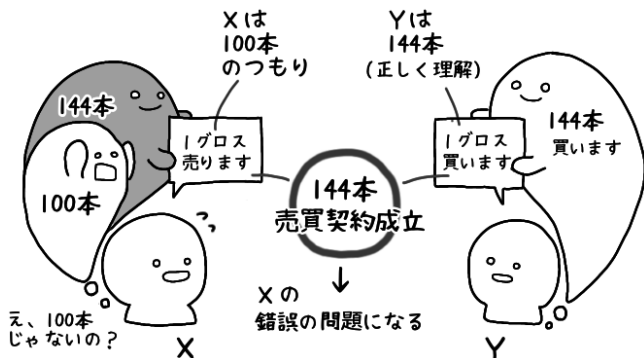 Xは
100本
のつもり
Yは
144本
(正しく理解)
144本
100本
1グロス
売ります
1グロス
買います
144本
買います
144本
売買契約成立
Xの
錯誤の問題になる
え、100本
じゃないの?
X
Y